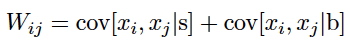 W_{ij} = cov[x_i, x_j|s] + cov[x_i, x_j|b]